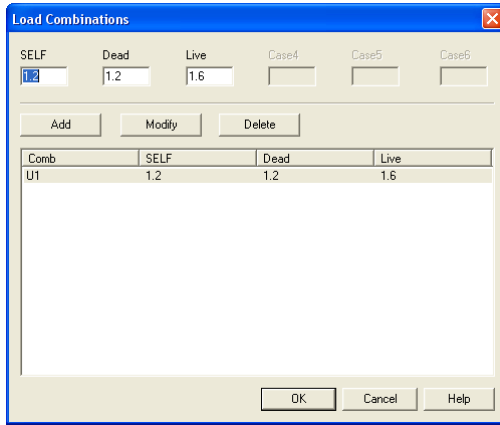 Load Combinations
SELF Dead Live Case4 Case5 Case6
1.2 1.2 1.6
Add Modify Delete
Comb SELF Dead Live
U1 1.2 1.2 1.6
OK Cancel Help